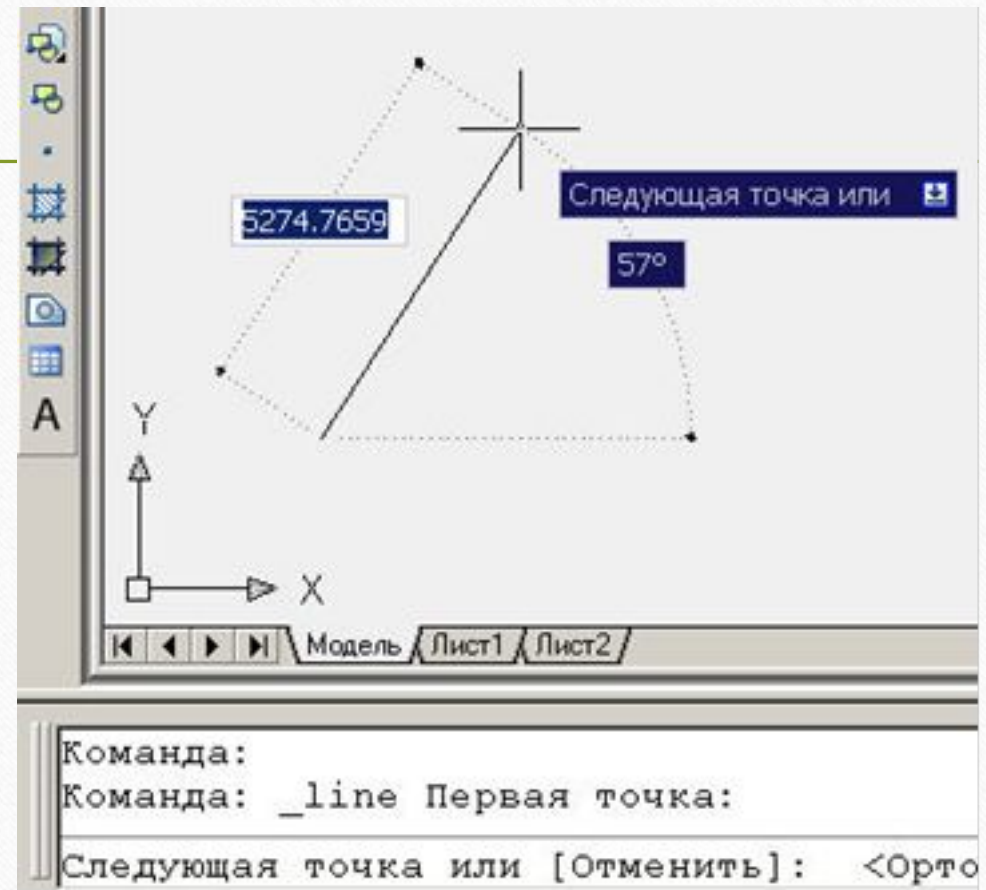 5274.7659
Следующая точка или
57°
A
Y
X
Модель Лист1 Лист2
Команда:
Команда: _line Первая точка:
Следующая точка или [Отменить]: <Орто